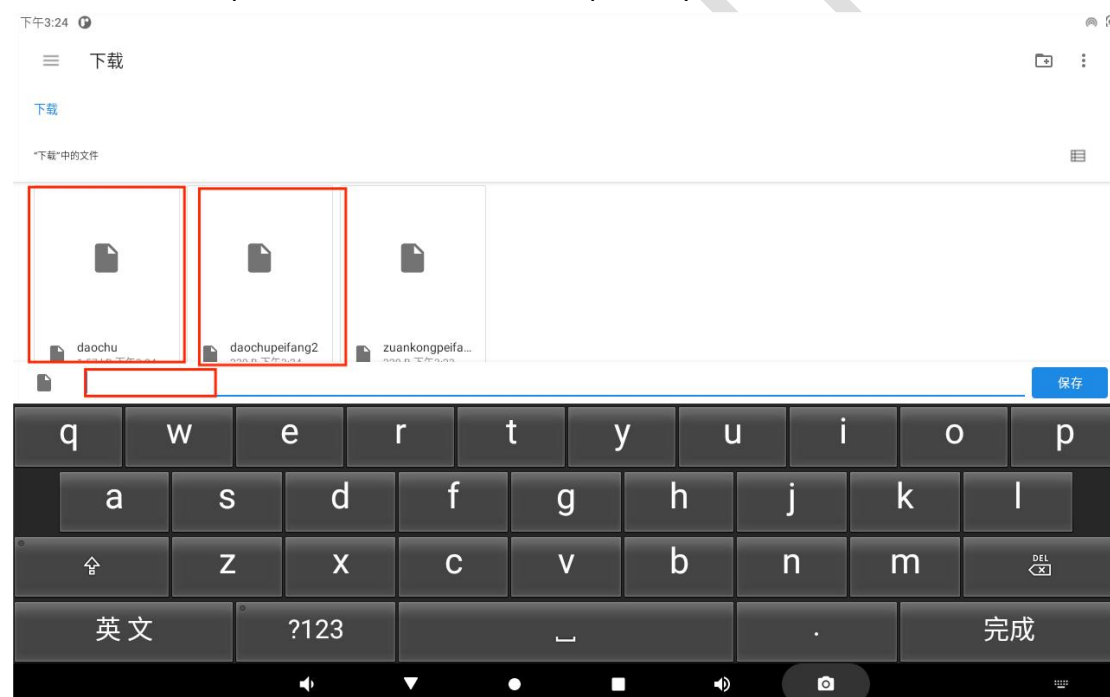 下午3:24
下载
下载
"下载"中的文件
daochu
daochupeifang2
zuankongpeifa...
保存
q w e r t y u i o p
a s d f g h j k l
z x c v b n m DEL
英文 ?123 . 完成